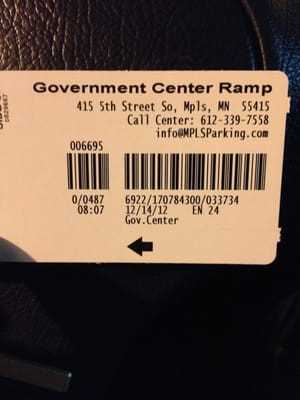 Government Center Ramp
415 5th Street So, Mpls, MN 55415
Call Center: 612-339-7558
info@MPLSParking.com
006695
0/0487 6922/170784300/033734
08:07 12/14/12 EN 24
Gov.Center